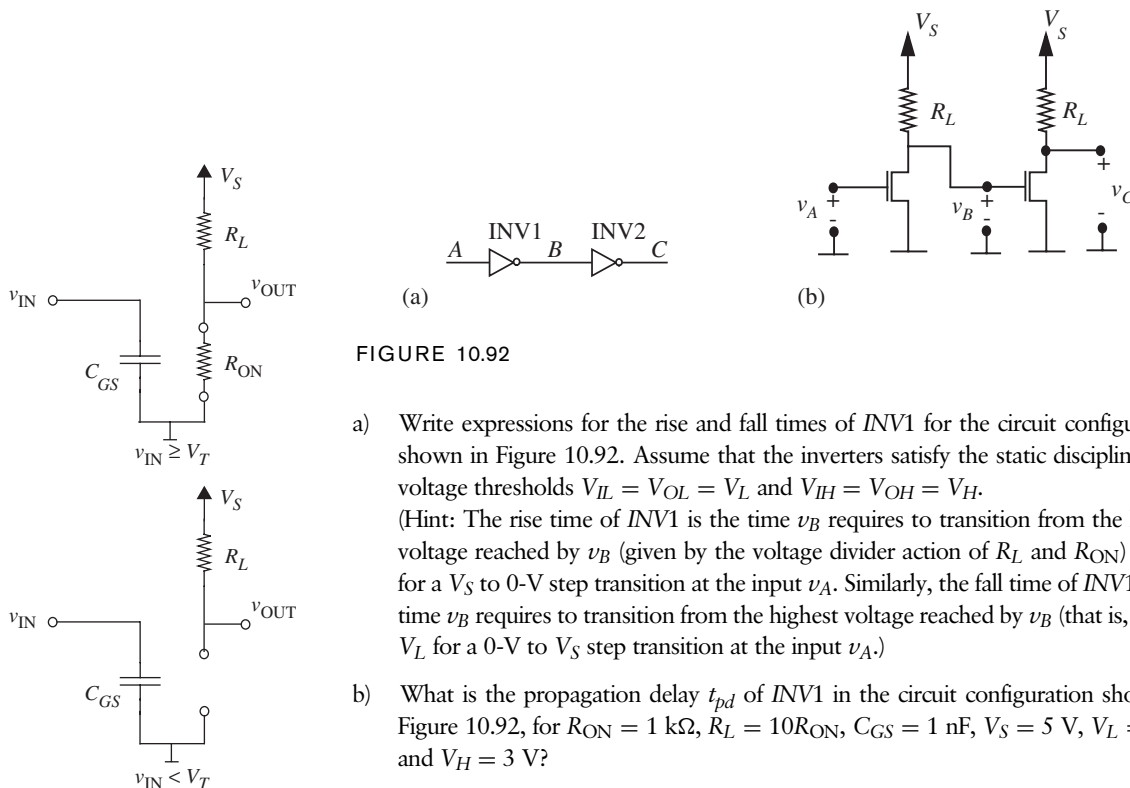 V_S
R_L
v_IN
v_OUT
C_GS
R_ON
v_IN ≥ V_T
V_S
R_L
v_IN
v_OUT
C_GS
v_IN < V_T
INV1 INV2
A B C
(a)
V_S V_S
R_L R_L
v_A + - v_B + - + - v_C
(b)
FIGURE 10.92
a) Write expressions for the rise and fall times of INV1 for the circuit
shown in Figure 10.92. Assume that the inverters satisfy the static
voltage thresholds V_IL = V_OL = V_L and V_IH = V_OH = V_H.
(Hint: The rise time of INV1 is the time v_B requires to transition from the
voltage reached by v_B (given by the voltage divider action of R_L and R_ON)
for a V_S to 0-V step transition at the input v_A. Similarly, the fall time of INV1
time v_B requires to transition from the highest voltage reached by v_B (that is,
V_L for a 0-V to V_S step transition at the input v_A.)
b) What is the propagation delay t_pd of INV1 in the circuit configuration
Figure 10.92, for R_ON = 1 kΩ, R_L = 10R_ON, C_GS = 1 nF, V_S = 5 V, V_L =
and V_H = 3 V?